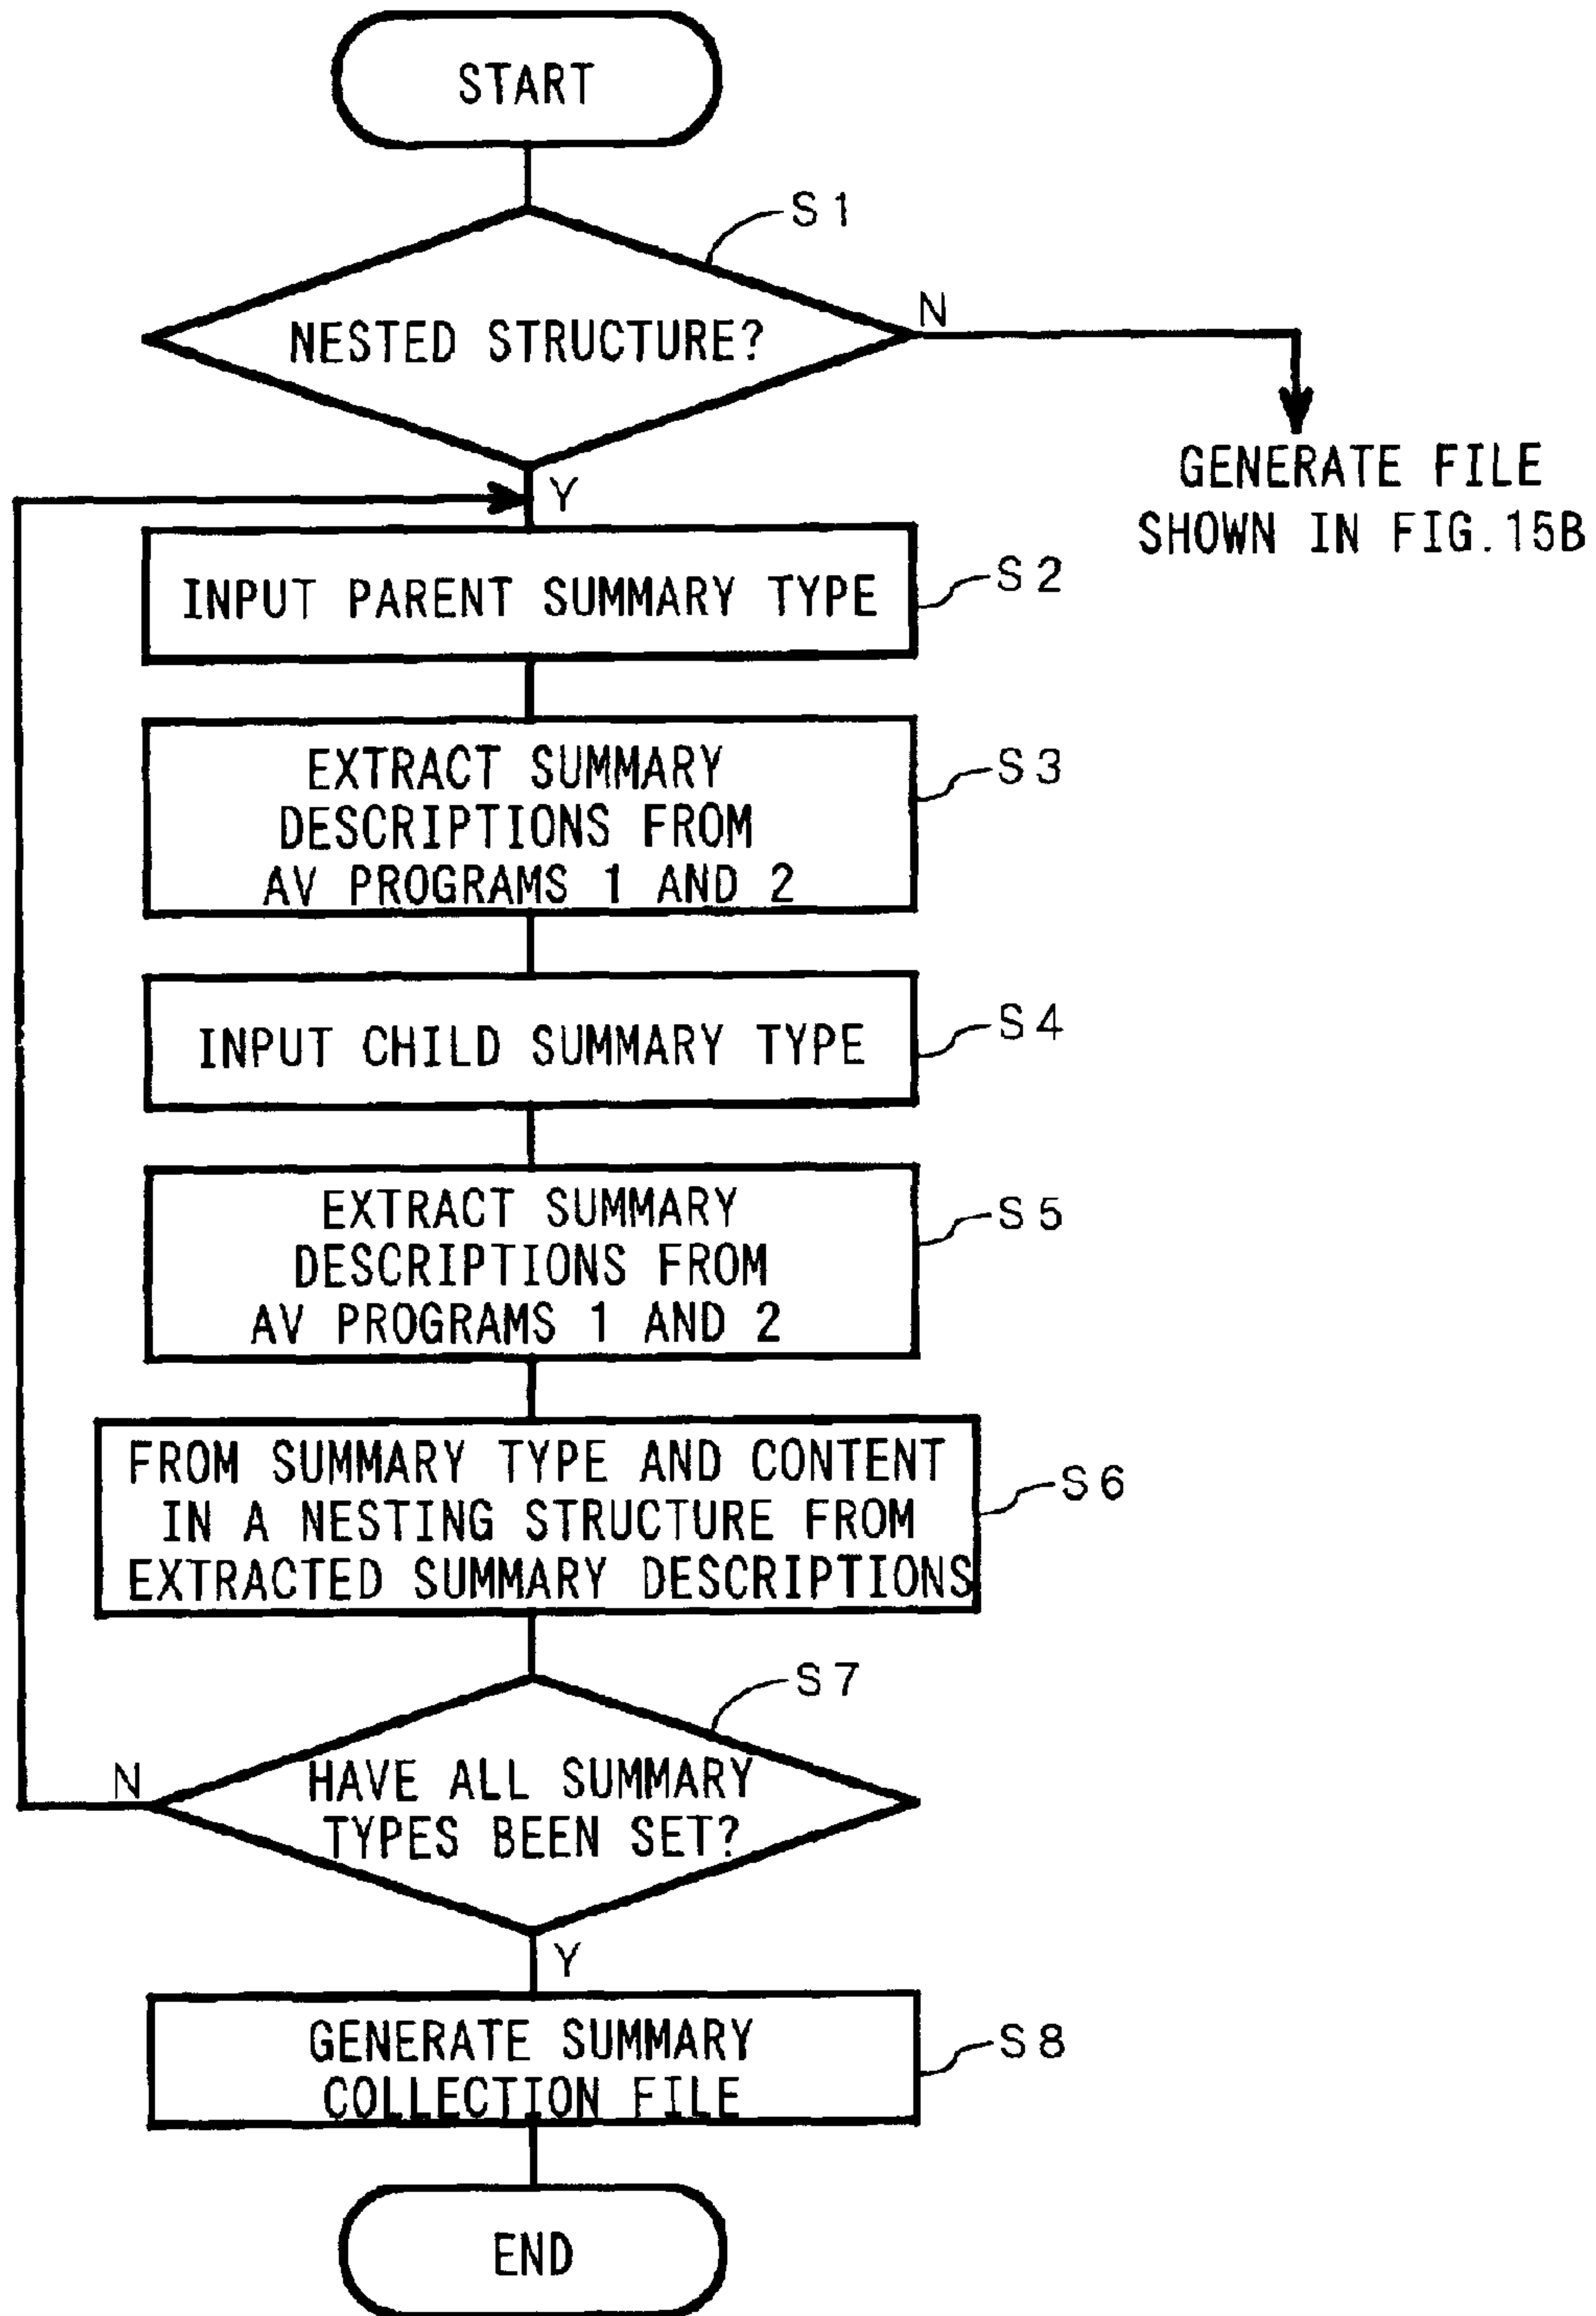 START
S1
NESTED STRUCTURE?
N
GENERATE FILE
SHOWN IN FIG.15B
Y
INPUT PARENT SUMMARY TYPE
S2
EXTRACT SUMMARY
DESCRIPTIONS FROM
AV PROGRAMS 1 AND 2
S3
INPUT CHILD SUMMARY TYPE
S4
EXTRACT SUMMARY
DESCRIPTIONS FROM
AV PROGRAMS 1 AND 2
S5
FROM SUMMARY TYPE AND CONTENT
IN A NESTING STRUCTURE FROM
EXTRACTED SUMMARY DESCRIPTIONS
S6
S7
HAVE ALL SUMMARY
TYPES BEEN SET?
N
Y
GENERATE SUMMARY
COLLECTION FILE
S8
END